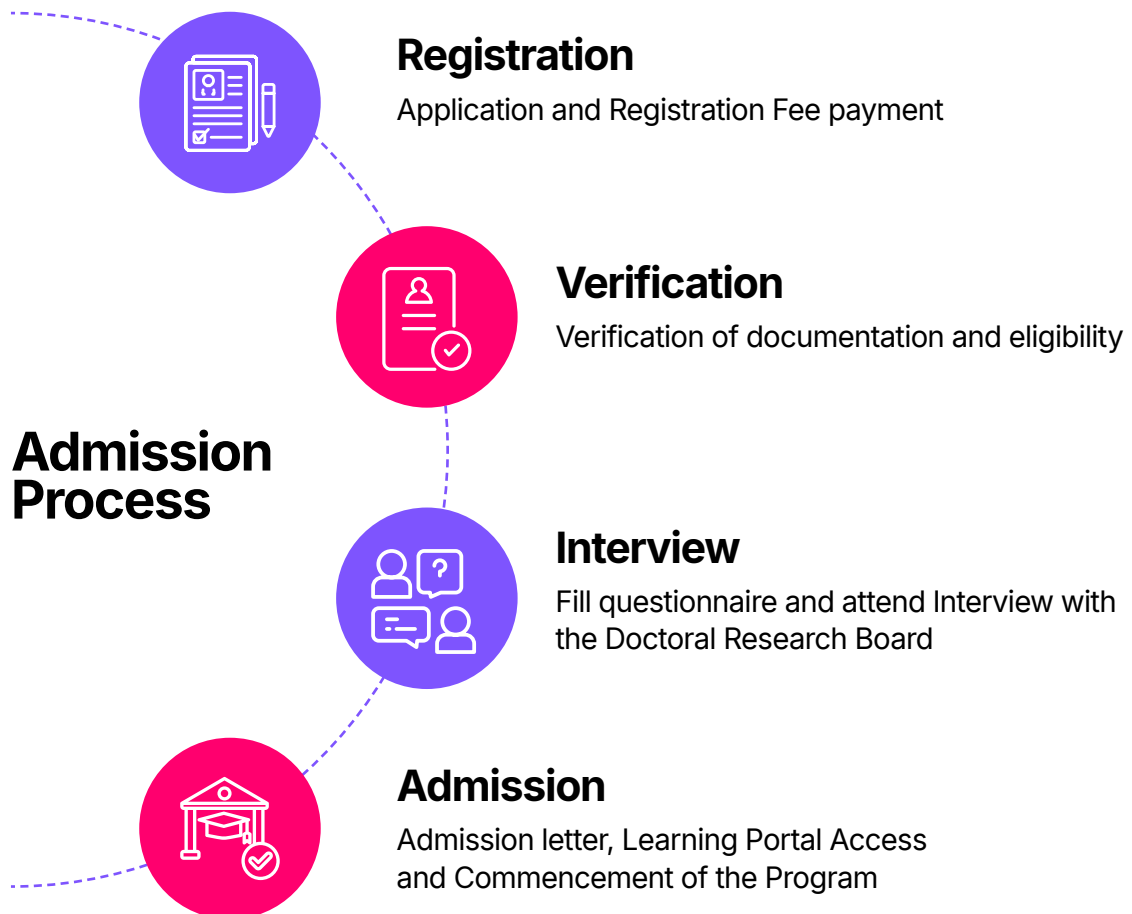 Admission
Process
Registration
Application and Registration Fee payment
Verification
Verification of documentation and eligibility
Interview
Fill questionnaire and attend Interview with
the Doctoral Research Board
Admission
Admission letter, Learning Portal Access
and Commencement of the Program
?